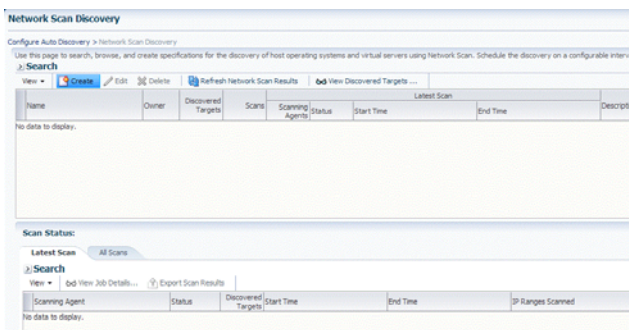 Network Scan Discovery
Configure Auto Discovery > Network Scan Discovery
Use this page to search, browse, and create specifications for the discovery of host operating systems and virtual servers using Network Scan. Schedule the discovery on a configurable
Search
View Create Edit Delete Refresh Network Scan Results View Discovered Targets ...
Latest Scan
Name Owner Discovered Targets Scans Scanning Agents Status Start Time End Time
No data to display.
Scan Status:
Latest Scan All Scans
Search
View View Job Details... Export Scan Results
Scanning Agent Status Discovered Targets Start Time End Time IP Ranges Scanned
No data to display.